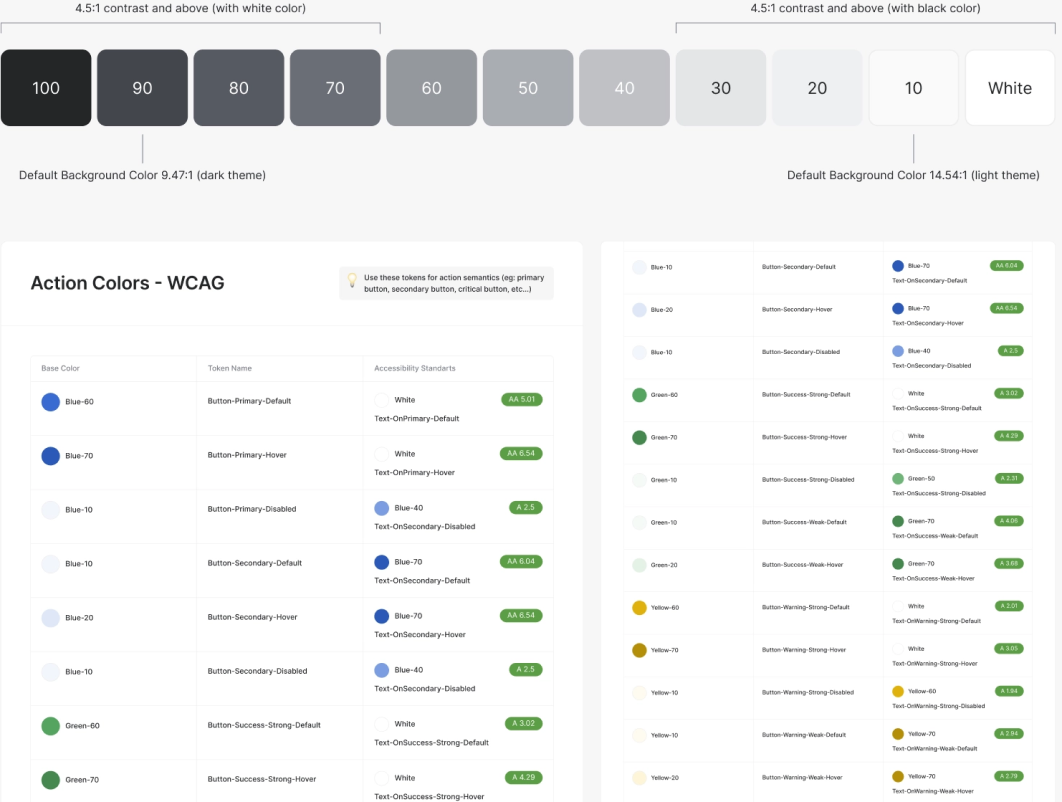 4.5:1 contrast and above (with white color)
4.5:1 contrast and above (with black color)
100 90 80 70 60 50 40 30 20 10 White
Default Background Color 9.47:1 (dark theme)
Default Background Color 14.54:1 (light theme)
Action Colors - WCAG
Use these tokens for action semantics (eg: primary
button, secondary button, critical button, etc...)
Base Color Token Name Accessibility Standarts
Blue-60 Button-Primary-Default White AA 5.01
Text-OnPrimary-Default
Blue-70 Button-Primary-Hover White AA 6.54
Text-OnPrimary-Hover
Blue-10 Button-Primary-Disabled Blue-40 A 2.5
Text-OnSecondary-Disabled
Blue-10 Button-Secondary-Default Blue-70 AA 6.04
Text-OnSecondary-Default
Blue-20 Button-Secondary-Hover Blue-70 AA 6.54
Text-OnSecondary-Hover
Blue-10 Button-Secondary-Disabled Blue-40 A 2.5
Text-OnSecondary-Disabled
Green-60 Button-Success-Strong-Default White A 3.02
Text-OnSuccess-Strong-Default
Green-70 Button-Success-Strong-Hover White A 4.29
Text-OnSuccess-Strong-Hover
Blue-10 Button-Secondary-Default Blue-70 AA 6.04
Text-OnSecondary-Default
Blue-20 Button-Secondary-Hover Blue-70 AA 6.54
Text-OnSecondary-Hover
Blue-10 Button-Secondary-Disabled Blue-40 A 2.5
Text-OnSecondary-Disabled
Green-60 Button-Success-Strong-Default White A 3.02
Text-OnSuccess-Strong-Default
Green-70 Button-Success-Strong-Hover White A 4.29
Text-OnSuccess-Strong-Hover
Green-10 Button-Success-Strong-Disabled Green-50 A 2.31
Text-OnSuccess-Strong-Disabled
Green-10 Button-Success-Weak-Default Green-70 A 4.06
Text-OnSuccess-Weak-Default
Green-20 Button-Success-Weak-Hover Green-70 A 3.68
Text-OnSuccess-Weak-Hover
Yellow-60 Button-Warning-Strong-Default White A 2.01
Text-OnWarning-Strong-Default
Yellow-70 Button-Warning-Strong-Hover White A 3.05
Text-OnWarning-Strong-Hover
Yellow-10 Button-Warning-Strong-Disabled Yellow-60 A 1.94
Text-OnWarning-Strong-Disabled
Yellow-10 Button-Warning-Weak-Default Yellow-70 A 2.94
Text-OnWarning-Weak-Default
Yellow-20 Button-Warning-Weak-Hover Yellow-70 A 2.79
Text-OnWarning-Weak-Hover